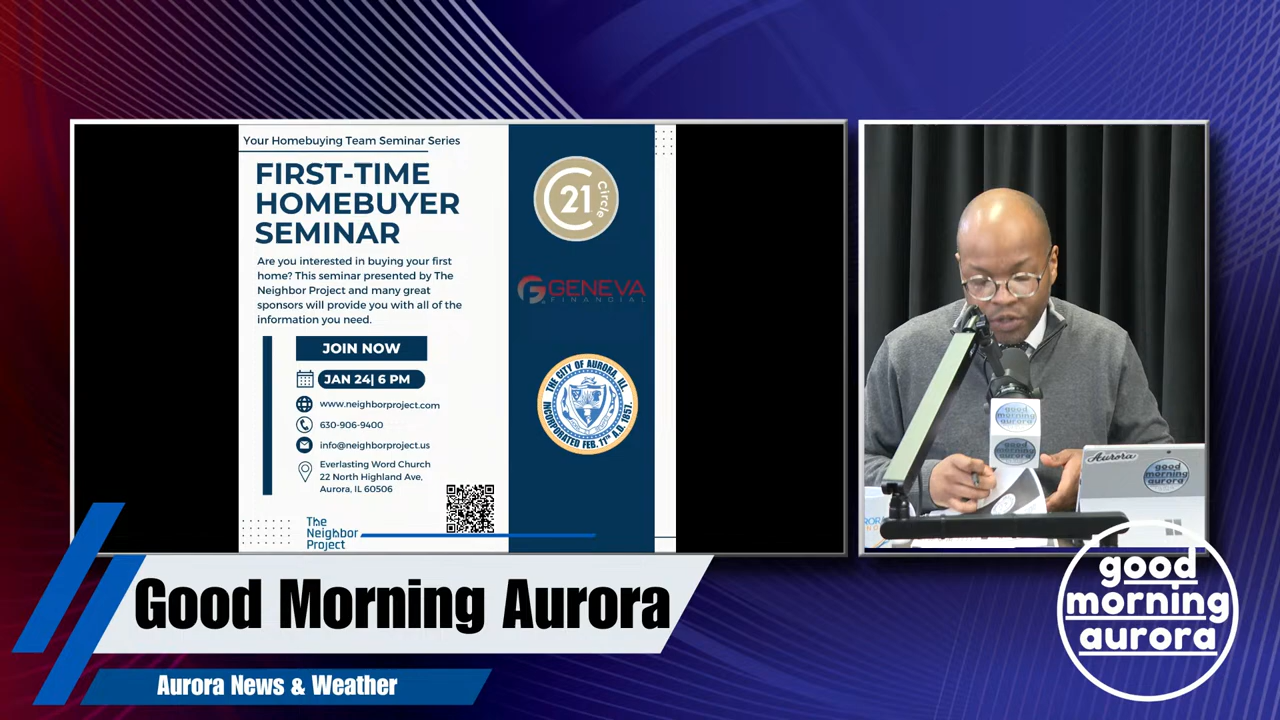 Your Homebuying Team Seminar Series
FIRST-TIME
HOMEBUYER
SEMINAR
Are you interested in buying your first
home? This seminar presented by The
Neighbor Project and many great
sponsors will provide you with all of the
information you need.
JOIN NOW
JAN 24| 6 PM
www.neighborproject.com
630-906-9400
info@neighborproject.us
Everlasting Word Church
22 North Highland Ave,
Aurora, IL 60506
The
Neighbor
Project
C21 Circle
GENEVA
FINANCIAL
THE CITY OF AURORA, ILL.
INCORPORATED FEB. 11th A.D. 1857.
good
morning
aurora
good
morning
aurora
Aurora
good
morning
aurora
Good Morning Aurora
Aurora News & Weather
good
morning
aurora